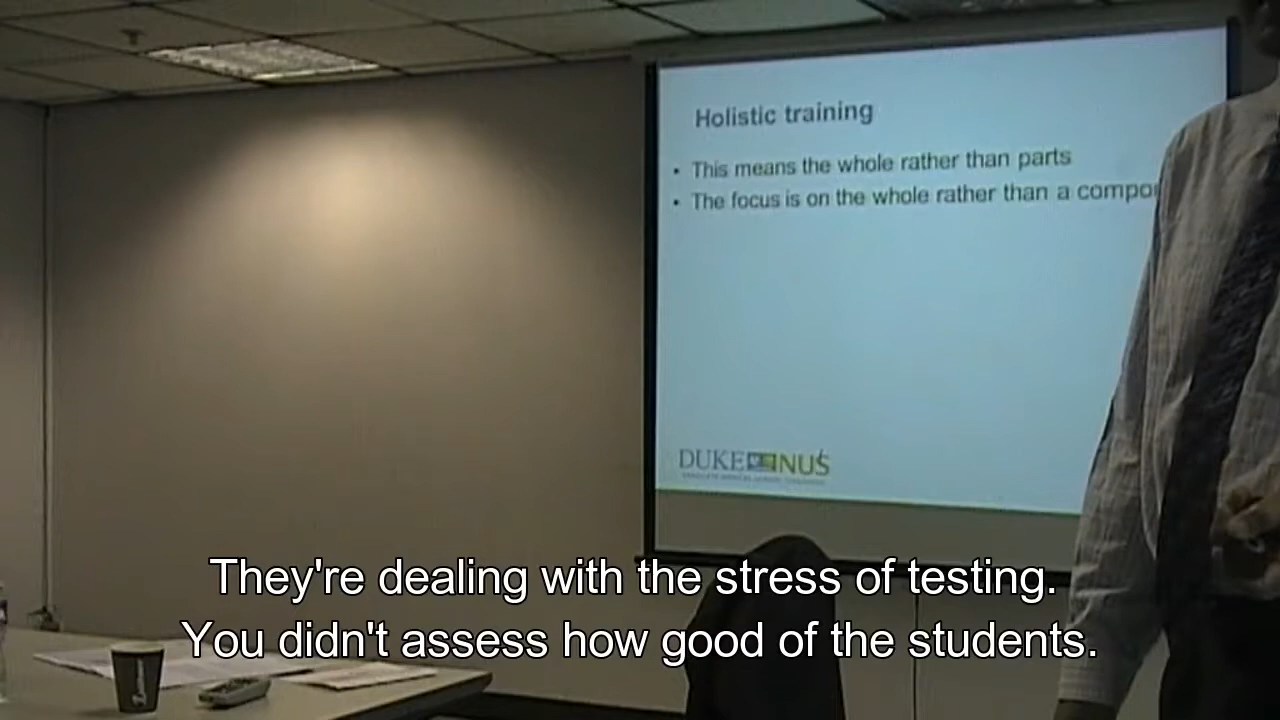 Holistic training
• This means the whole rather than parts
• The focus is on the whole rather than a compo
DUKE NUS
They're dealing with the stress of testing.
You didn't assess how good of the students.